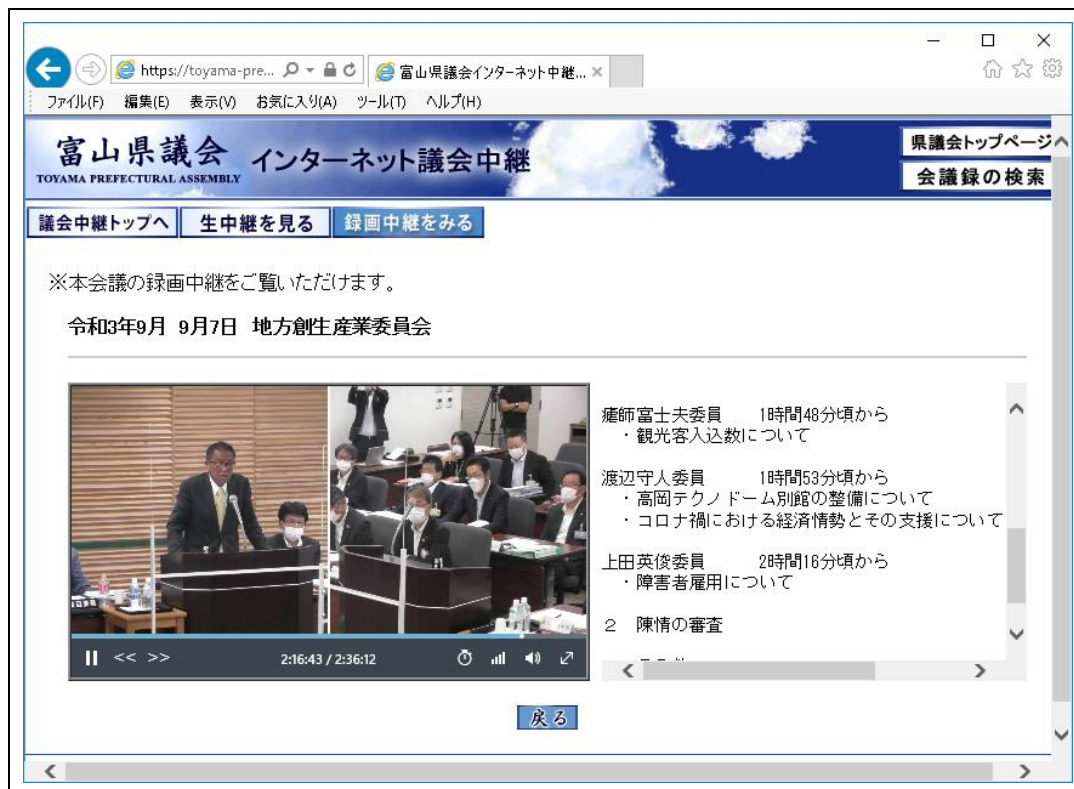 https://toyama-pre...
富山県議会インターネット中継...
ファイル(F) 編集(E) 表示(V) お気に入り(A) ツール(T) ヘルプ(H)
富山県議会
TOYAMA PREFECTURAL ASSEMBLY
インターネット議会中継
県議会トップページ
会議録の検索
議会中継トップへ 生中継を見る 録画中継をみる
※本会議の録画中継をご覧いただけます。
令和3年9月 9月7日 地方創生産業委員会
瘧師富士夫委員 1時間48分頃から
・観光客入込数について
渡辺守人委員 1時間53分頃から
・高岡テクノドーム別館の整備について
・コロナ禍における経済情勢とその支援について
上田英俊委員 2時間16分頃から
・障害者雇用について
2 陳情の審査
<< >> 2:16:43 / 2:36:12
戻る